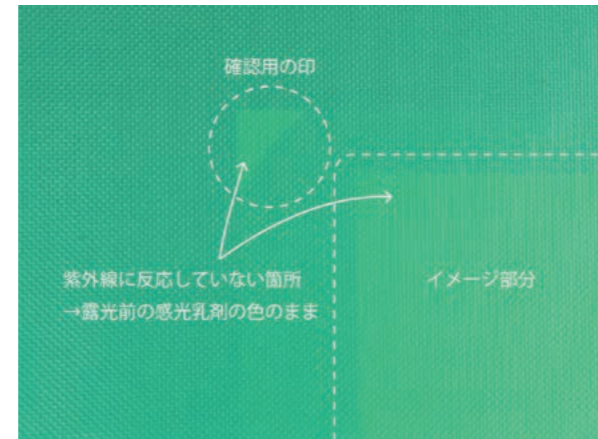 確認用の印
紫外線に反応していない箇所
→露光前の感光乳剤の色のまま
イメージ部分